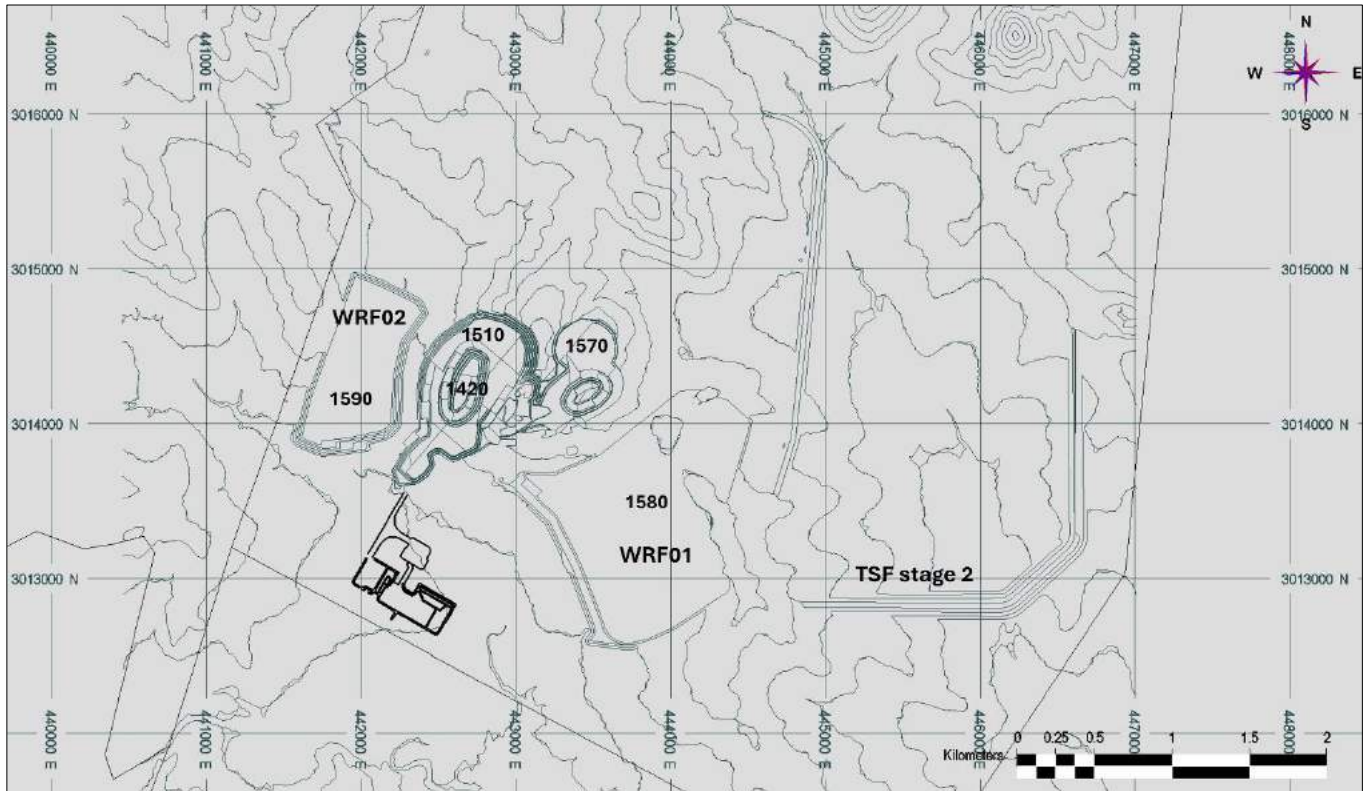 N
W E
S
440000 E
441000 E
442000 E
443000 E
444000 E
445000 E
446000 E
447000 E
448000 E
3016000 N
3016000 N
3015000 N
3015000 N
WRF02
1510
1570
1420
1590
3014000 N
3014000 N
1580
WRF01
3013000 N
TSF stage 2
3013000 N
440000 E
441000 E
442000 E
443000 E
444000 E
445000 E
446000 E
447000 E
448000 E
0 0.25 0.5 1 1.5 2
Kilometers